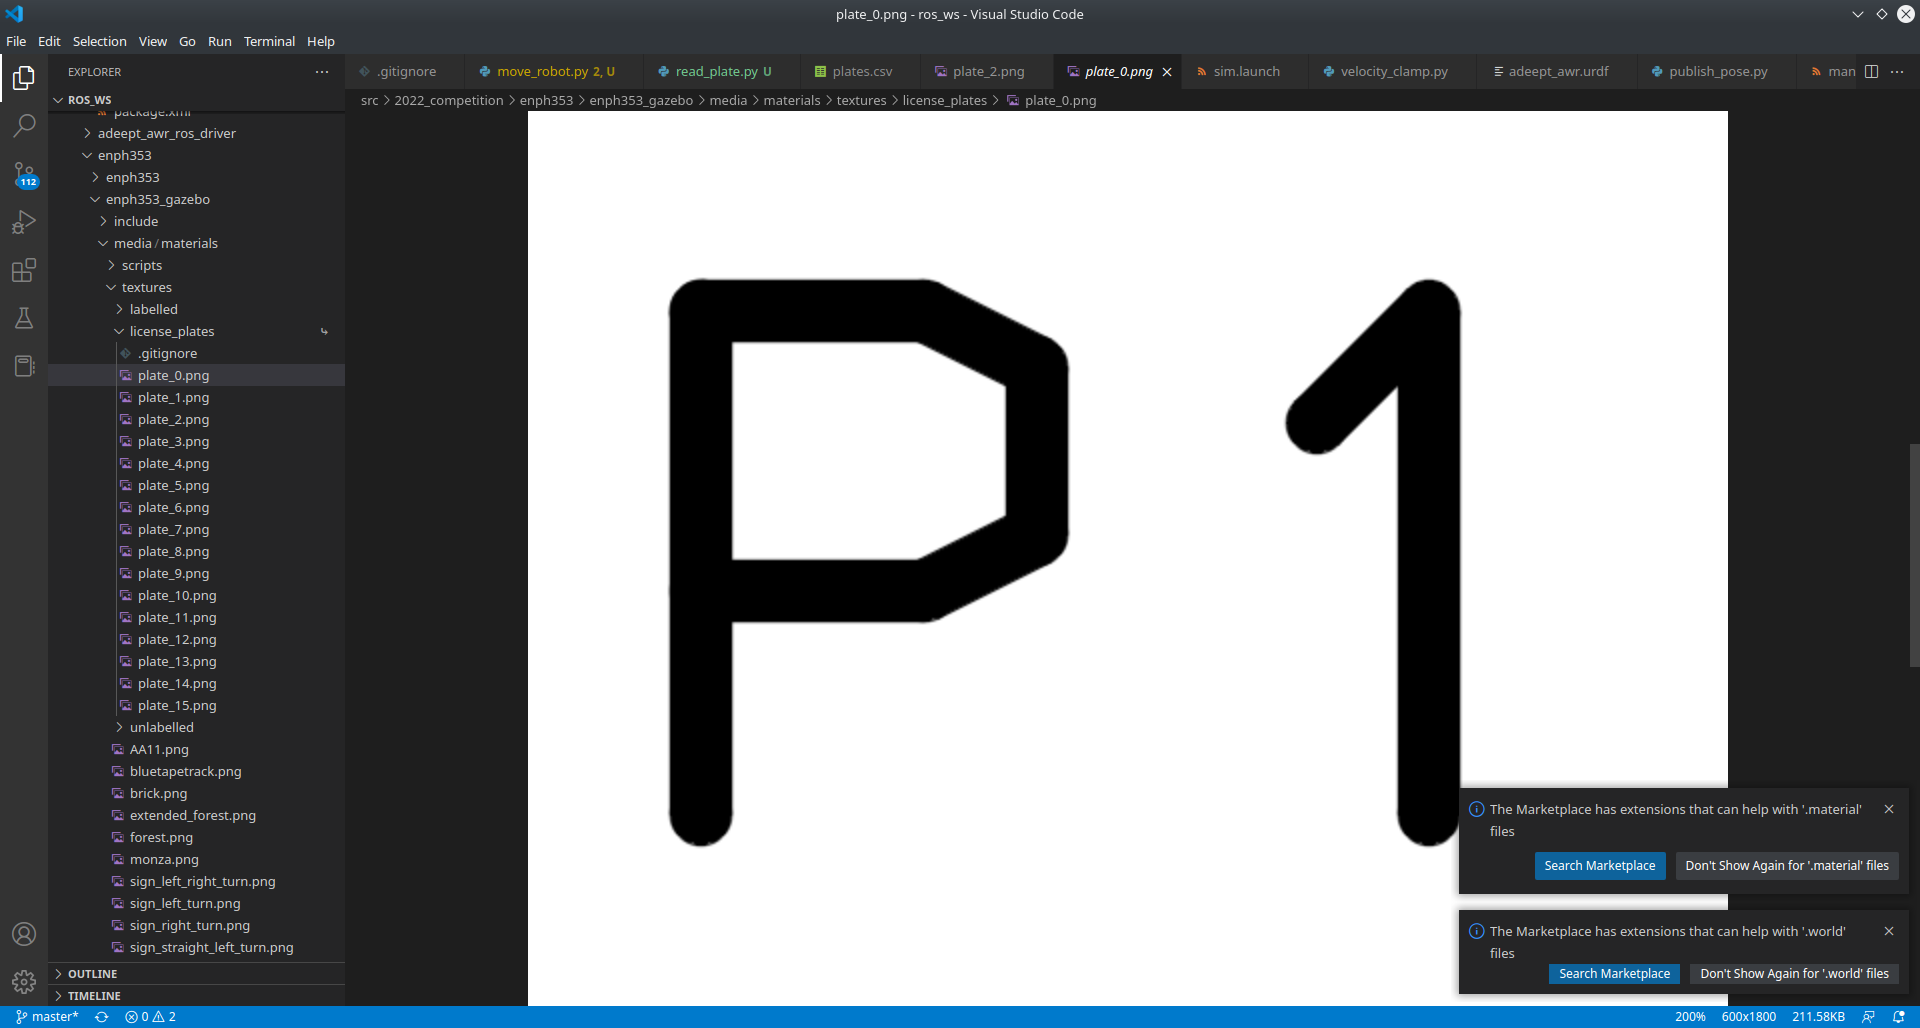 plate_0.png - ros_ws - Visual Studio Code
File Edit Selection View Go Run Terminal Help
EXPLORER
.gitignore move_robot.py 2, U read_plate.py U plates.csv plate_2.png plate_0.png sim.launch velocity_clamp.py adeept_awr.urdf publish_pose.py man
src > 2022_competition > enph353 > enph353_gazebo > media > materials > textures > license_plates > plate_0.png
ROS_WS
package.xml
adeept_awr_ros_driver
enph353
enph353
enph353_gazebo
include
media / materials
scripts
textures
labelled
license_plates
.gitignore
plate_0.png
plate_1.png
plate_2.png
plate_3.png
plate_4.png
plate_5.png
plate_6.png
plate_7.png
plate_8.png
plate_9.png
plate_10.png
plate_11.png
plate_12.png
plate_13.png
plate_14.png
plate_15.png
unlabelled
AA11.png
bluetapetrack.png
brick.png
extended_forest.png
forest.png
monza.png
sign_left_right_turn.png
sign_left_turn.png
sign_right_turn.png
sign_straight_left_turn.png
OUTLINE
TIMELINE
112
P1
The Marketplace has extensions that can help with '.material'
files
Search Marketplace Don't Show Again for '.material' files
The Marketplace has extensions that can help with '.world'
files
Search Marketplace Don't Show Again for '.world' files
master* 0 2 200% 600x1800 211.58KB